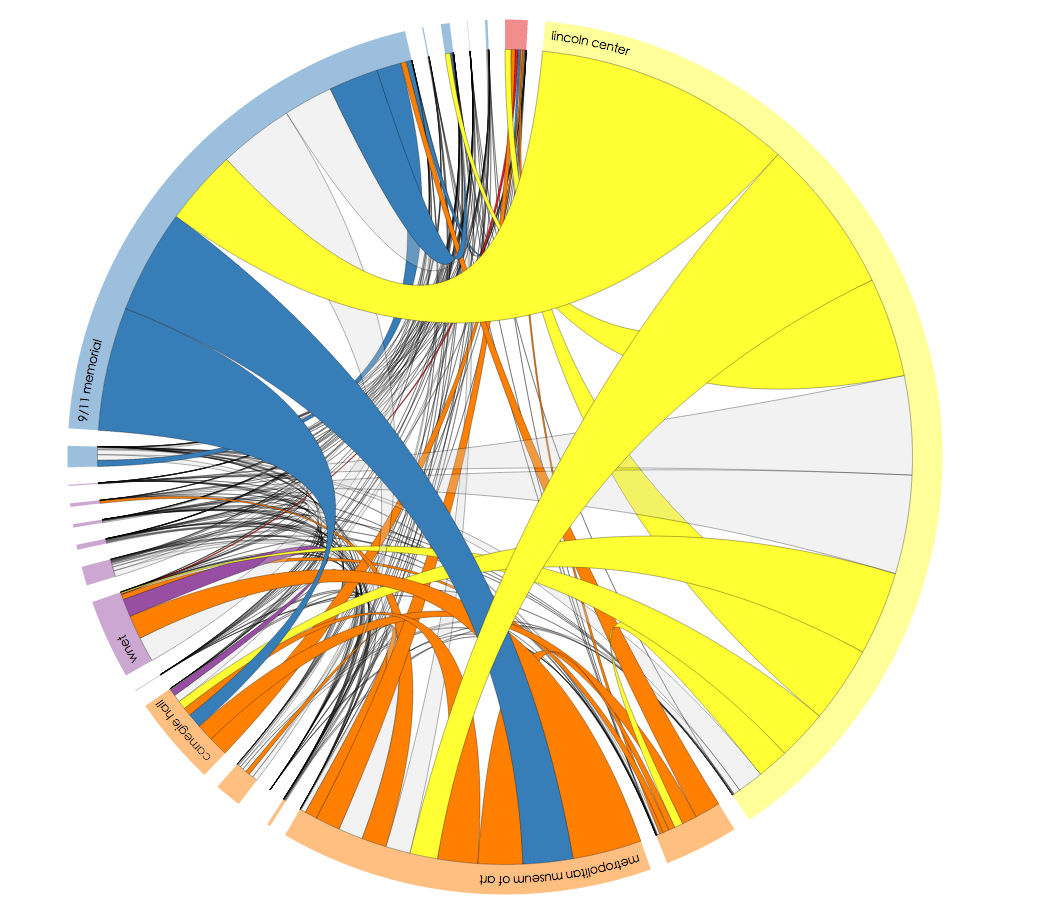 lincoln center
9/11 memorial
wnet
carnegie hall
metropolitan museum of art